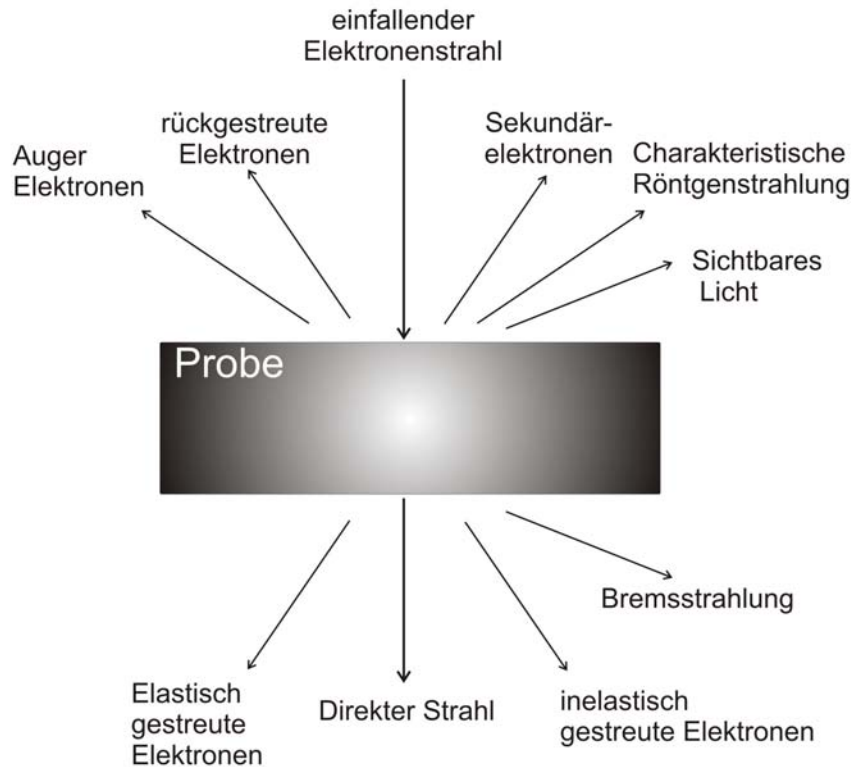 einfallender
Elektronenstrahl
rückgestreute
Elektronen
Auger
Elektronen
Sekundär-
elektronen
Charakteristische
Röntgenstrahlung
Sichtbares
Licht
Probe
Bremsstrahlung
Elastisch
gestreute
Elektronen
Direkter Strahl
inelastisch
gestreute Elektronen